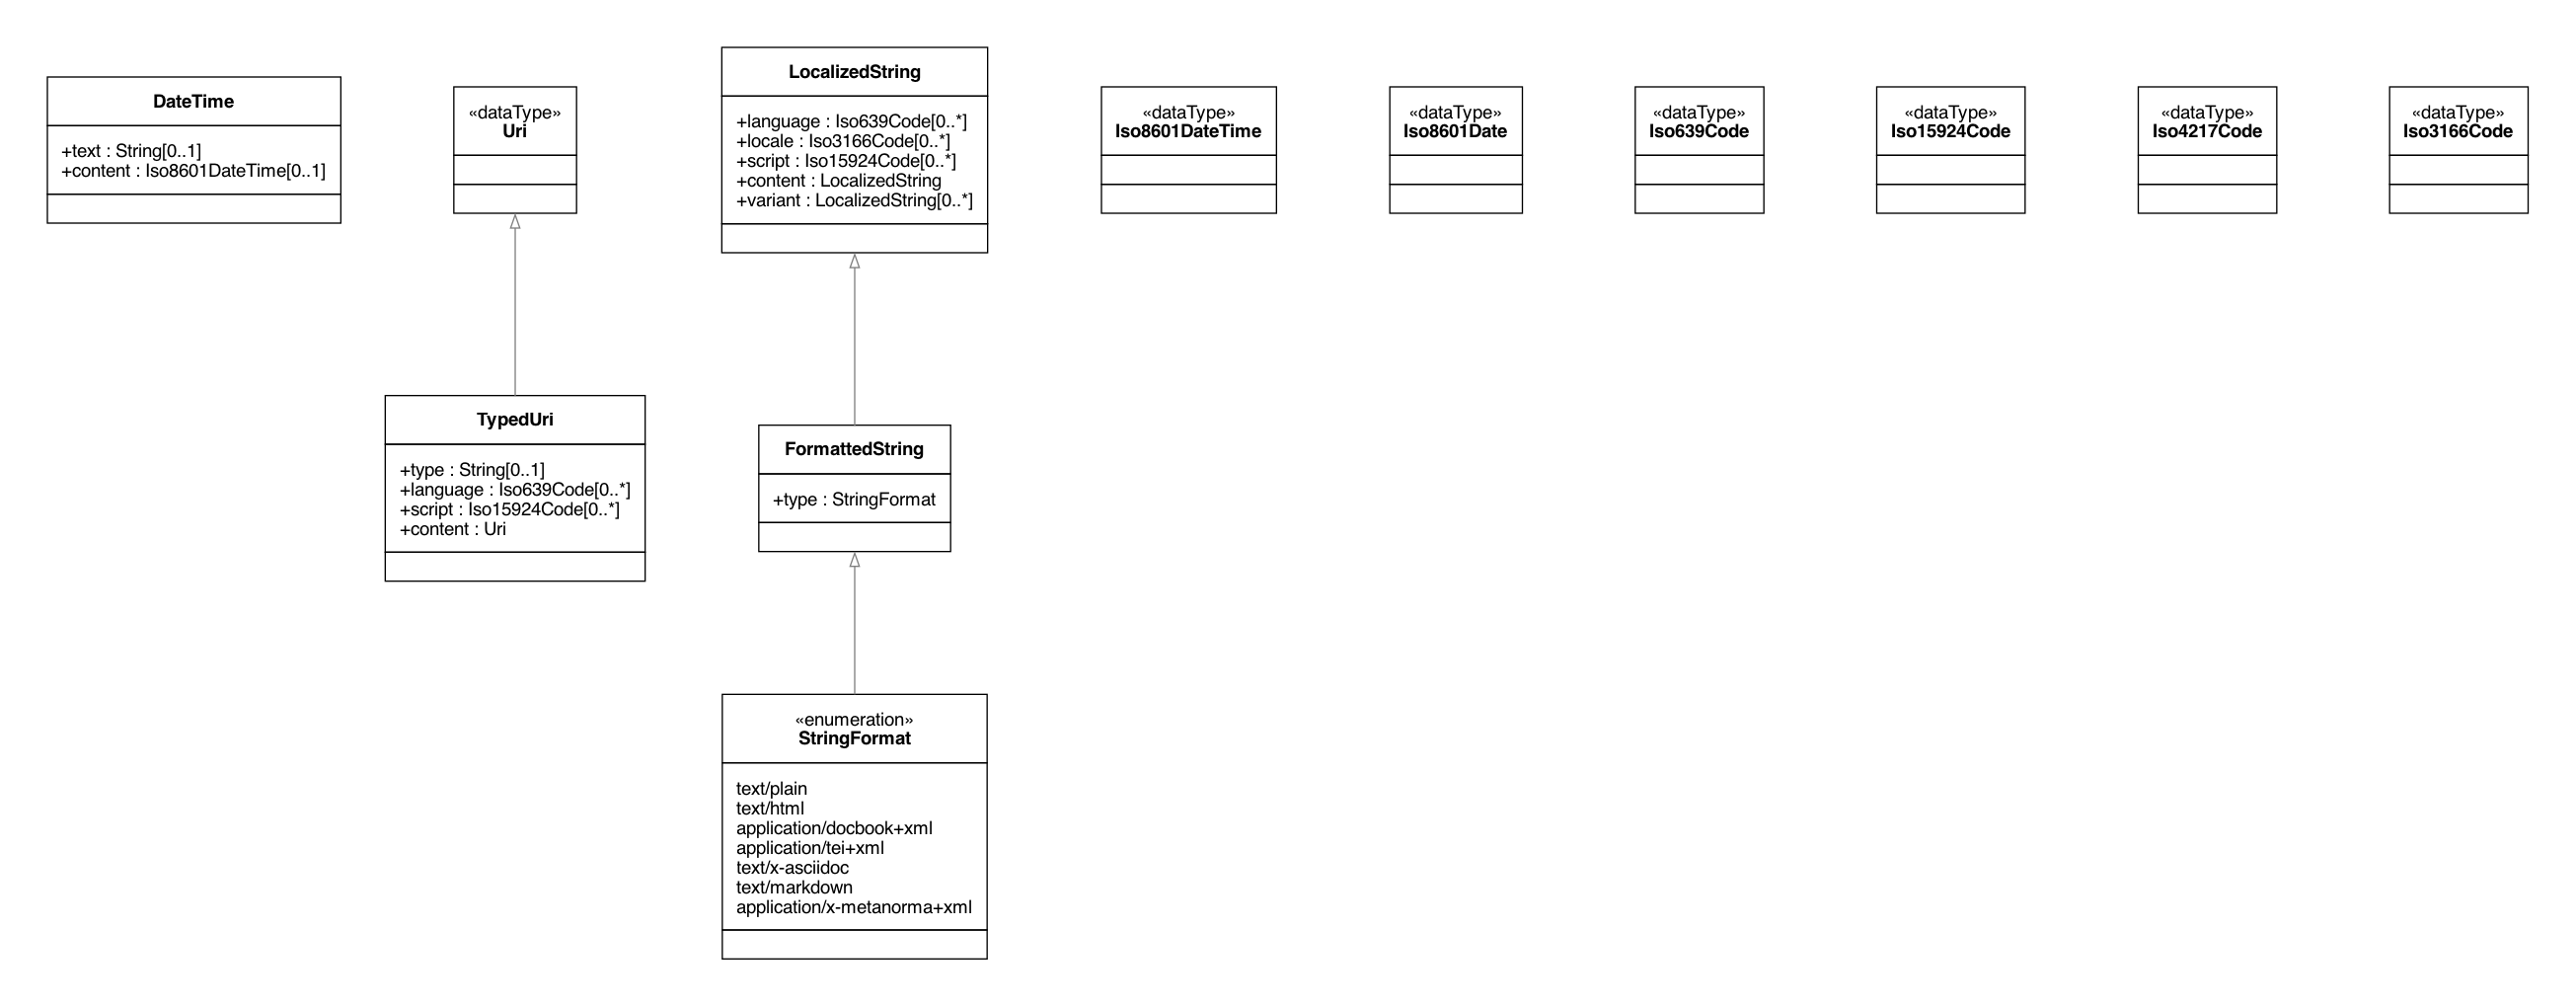 DateTime
+text : String[0..1]
+content : Iso8601DateTime[0..1]
«dataType»
Uri
LocalizedString
+language : Iso639Code[0..*]
+locale : Iso3166Code[0..*]
+script : Iso15924Code[0..*]
+content : LocalizedString
+variant : LocalizedString[0..*]
«dataType»
Iso8601DateTime
«dataType»
Iso8601Date
«dataType»
Iso639Code
«dataType»
Iso15924Code
«dataType»
Iso4217Code
«dataType»
Iso3166Code
TypedUri
+type : String[0..1]
+language : Iso639Code[0..*]
+script : Iso15924Code[0..*]
+content : Uri
FormattedString
+type : StringFormat
«enumeration»
StringFormat
text/plain
text/html
application/docbook+xml
application/tei+xml
text/x-asciidoc
text/markdown
application/x-metanorma+xml